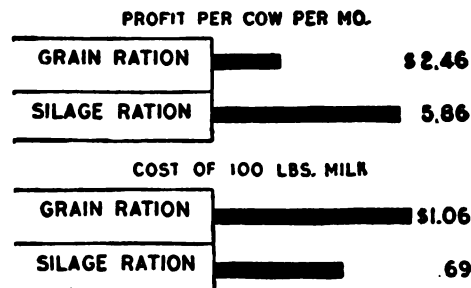 PROFIT PER COW PER MO.
GRAIN RATION $2.46
SILAGE RATION 5.86
COST OF 100 LBS. MILK
GRAIN RATION $1.06
SILAGE RATION .69